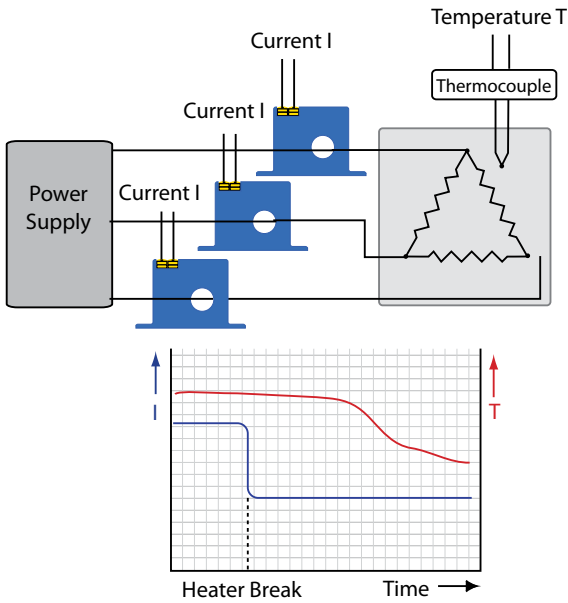 Temperature T
Current I
Thermocouple
Current I
Power
Supply
Current I
I
T
Heater Break
Time